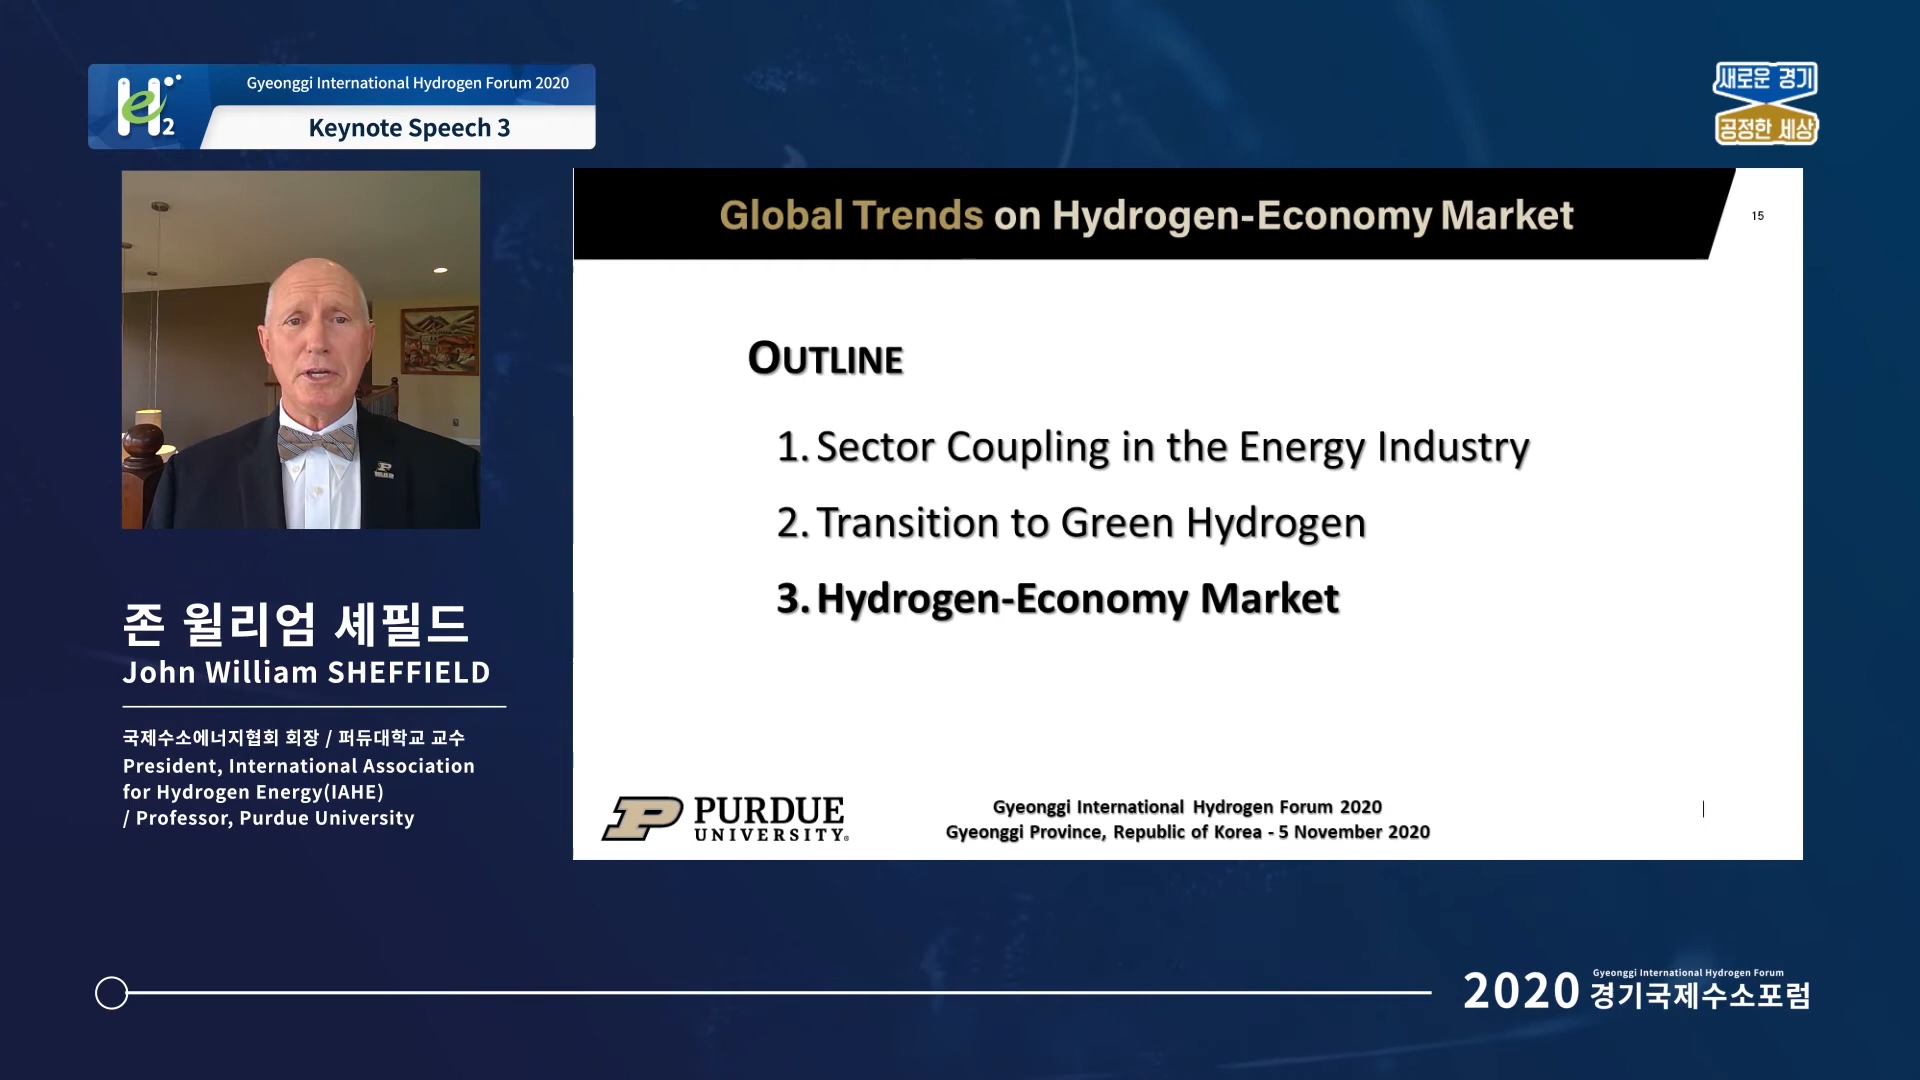 Gyeonggi International Hydrogen Forum 2020
He2
Keynote Speech 3
새로운 경기
공정한 세상
Global Trends on Hydrogen-Economy Market
15
OUTLINE
1. Sector Coupling in the Energy Industry
2. Transition to Green Hydrogen
3. Hydrogen-Economy Market
P PURDUE
UNIVERSITY®
Gyeonggi International Hydrogen Forum 2020
Gyeonggi Province, Republic of Korea - 5 November 2020
존 윌리엄 셰필드
John William SHEFFIELD
국제수소에너지협회 회장 / 퍼듀대학교 교수
President, International Association
for Hydrogen Energy(IAHE)
/ Professor, Purdue University
Gyeonggi International Hydrogen Forum
2020 경기국제수소포럼